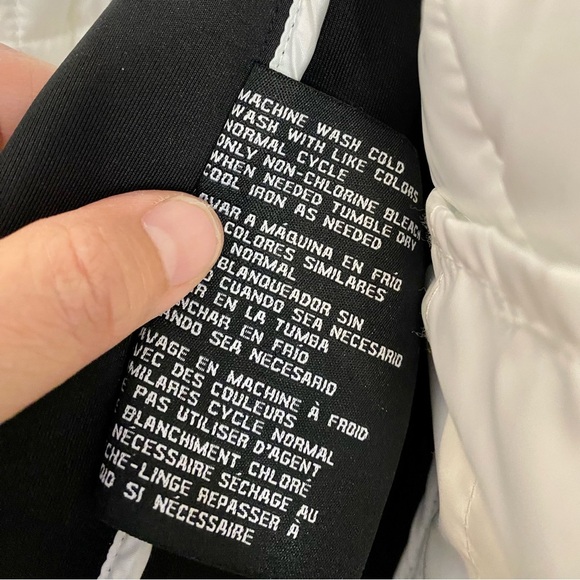 MACHINE WASH COLD
WASH WITH LIKE COLORS
NORMAL CYCLE
ONLY NON-CHLORINE BLEACH
WHEN NEEDED TUMBLE DRY
COOL IRON AS NEEDED
LAVAR A MÁQUINA EN FRÍO
COLORES SIMILARES
NORMAL
BLANQUEADOR SIN
CUANDO SEA NECESARIO
EN LA TUMBA
PLANCHAR EN FRÍO
CUANDO SEA NECESARIO
LAVAGE EN MACHINE À FROID
AVEC DES COULEURS
SIMILARES CYCLE NORMAL
PAS UTILISER D'AGENT
BLANCHIMENT CHLORÉ
NÉCESSAIRE SÉCHAGE AU
SÈCHE-LINGE REPASSER À
FROID SI NÉCESSAIRE